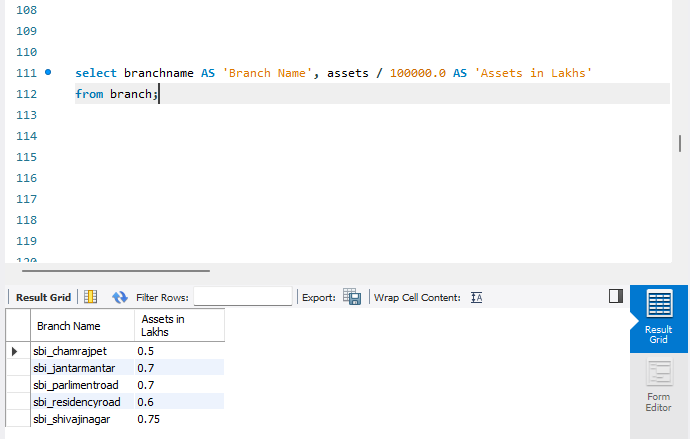 108
109
110
111 select branchname AS 'Branch Name', assets / 100000.0 AS 'Assets in Lakhs'
112 from branch;
113
114
115
116
117
118
119
120
Result Grid Filter Rows: Export: Wrap Cell Content: IA
Branch Name Assets in
Lakhs
sbi_chamrajpet 0.5
sbi_jantarmantar 0.7
sbi_parlimentroad 0.7
sbi_residencyroad 0.6
sbi_shivajinagar 0.75
Result
Grid
Form
Editor